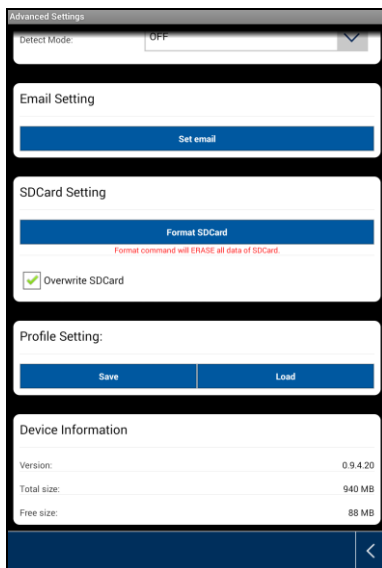 Advanced Settings
Detect Mode: OFF
Email Setting
Set email
SDCard Setting
Format SDCard
Format command will ERASE all data of SDCard.
Overwrite SDCard
Profile Setting:
Save Load
Device Information
Version: 0.9.4.20
Total size: 940 MB
Free size: 88 MB